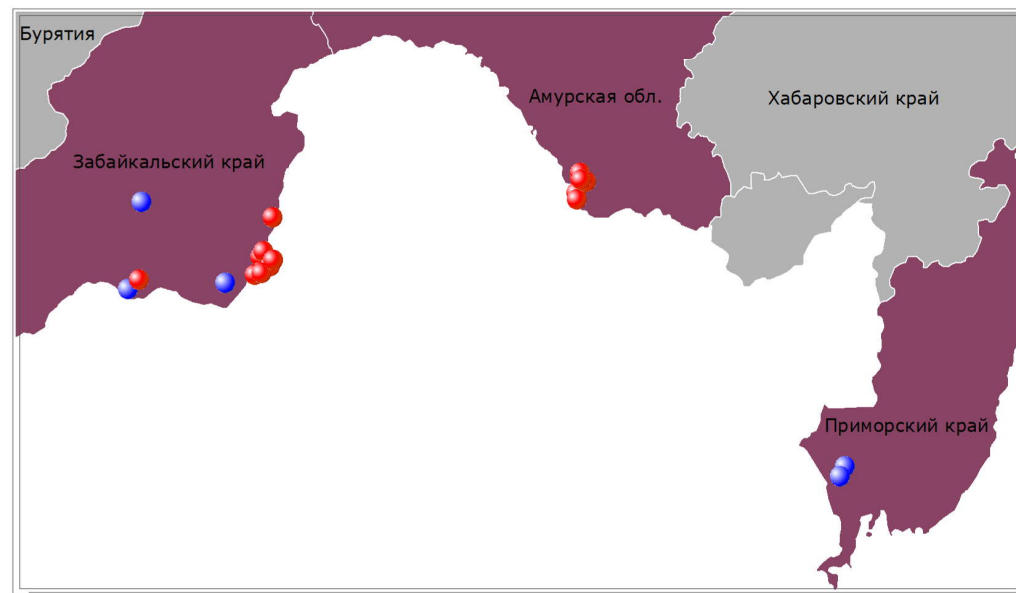 Бурятия
Амурская обл.
Хабаровский край
Забайкальский край
Приморский край